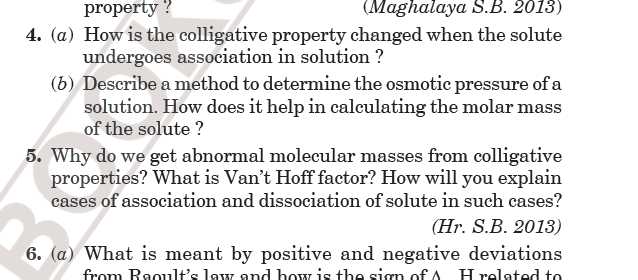 property ? (Maghalaya S.B. 2013)
4. (a) How is the colligative property changed when the solute
undergoes association in solution ?
(b) Describe a method to determine the osmotic pressure of a
solution. How does it help in calculating the molar mass
of the solute ?
5. Why do we get abnormal molecular masses from colligative
properties? What is Van't Hoff factor? How will you explain
cases of association and dissociation of solute in such cases?
(Hr. S.B. 2013)
6. (a) What is meant by positive and negative deviations
from Raoult's law and how is the sign of Δ H related to